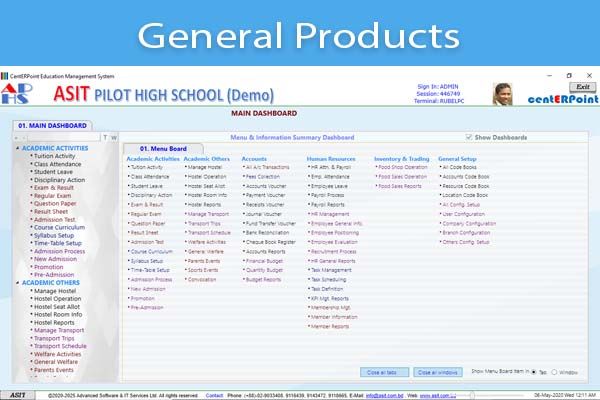 General Products
CentERPoint Education Management System
APHS
ASIT PILOT HIGH SCHOOL (Demo)
Sign In: ADMIN
Session: 446749
Terminal: RUBELPC
Exit
centERPoint
MAIN DASHBOARD
01. MAIN DASHBOARD
T W
Menu & Information Summary Dashboard
Show Dashboards
ACADEMIC ACTIVITIES
Tuition Activity
Class Attendance
Student Leave
Disciplinary Action
Exam & Result
Regular Exam
Question Paper
Result Sheet
Admission Test
Course Curriculum
Syllabus Setup
Time-Table Setup
Admission Process
New Admission
Promotion
Pre-Admission
ACADEMIC OTHERS
Manage Hostel
Hostel Operation
Hostel Seat Allot
Hostel Room Info
Hostel Reports
Manage Transport
Transport Trips
Transport Schedule
Welfare Activities
General Welfare
Parents Events
01. Menu Board
Academic Activities
Tuition Activity
Class Attendance
Student Leave
Disciplinary Action
Exam & Result
Regular Exam
Question Paper
Result Sheet
Admission Test
Course Curriculum
Syllabus Setup
Time-Table Setup
Admission Process
New Admission
Promotion
Pre-Admission
Academic Others
Manage Hostel
Hostel Operation
Hostel Seat Allot
Hostel Room Info
Hostel Reports
Manage Transport
Transport Trips
Transport Schedule
Welfare Activities
General Welfare
Parents Events
Sports Events
Convocation
Accounts
All A/c Transactions
Fees Collection
Accounts Voucher
Payment Voucher
Receipts Voucher
Journal Voucher
Fund Transfer Voucher
Bank Reconciliation
Cheque Book Register
Accounts Reports
Financial Budget
Quantity Budget
Budget Reports
Human Resources
HR Attn. & Payroll
Emp. Attendance
Employee Leave
Payroll Process
Payroll Reports
HR Management
Employee General Info.
Employee Positioning
Employee Evaluation
Recruitment Process
HR General Reports
Task Management
Task Scheduling
Task Definition
KPI Mgt. Reports
Membership Mgt.
Member Information
Member Reports
Inventory & Trading
Food Shop Operation
Food Sales Operation
Food Sales Reports
General Setup
All Code Books
Accounts Code Book
Resource Code Book
Location Code Book
All Config. Setup
User Configuration
Company Configuration
Branch Configuration
Others Config. Setup
Close all tabs
Close all windows
Show Menu Board Item in
Tab
Window
ASIT
©2020-2025 Advanced Software & IT Services Ltd. All rights reserved.
Contact: Phone: (+88)-02-9033408, 9116439, 9143472, 9118665, E-Mail: info@asit.com.bd Web: www.asit.com.
06-May-2020 Wed 12:11 AM